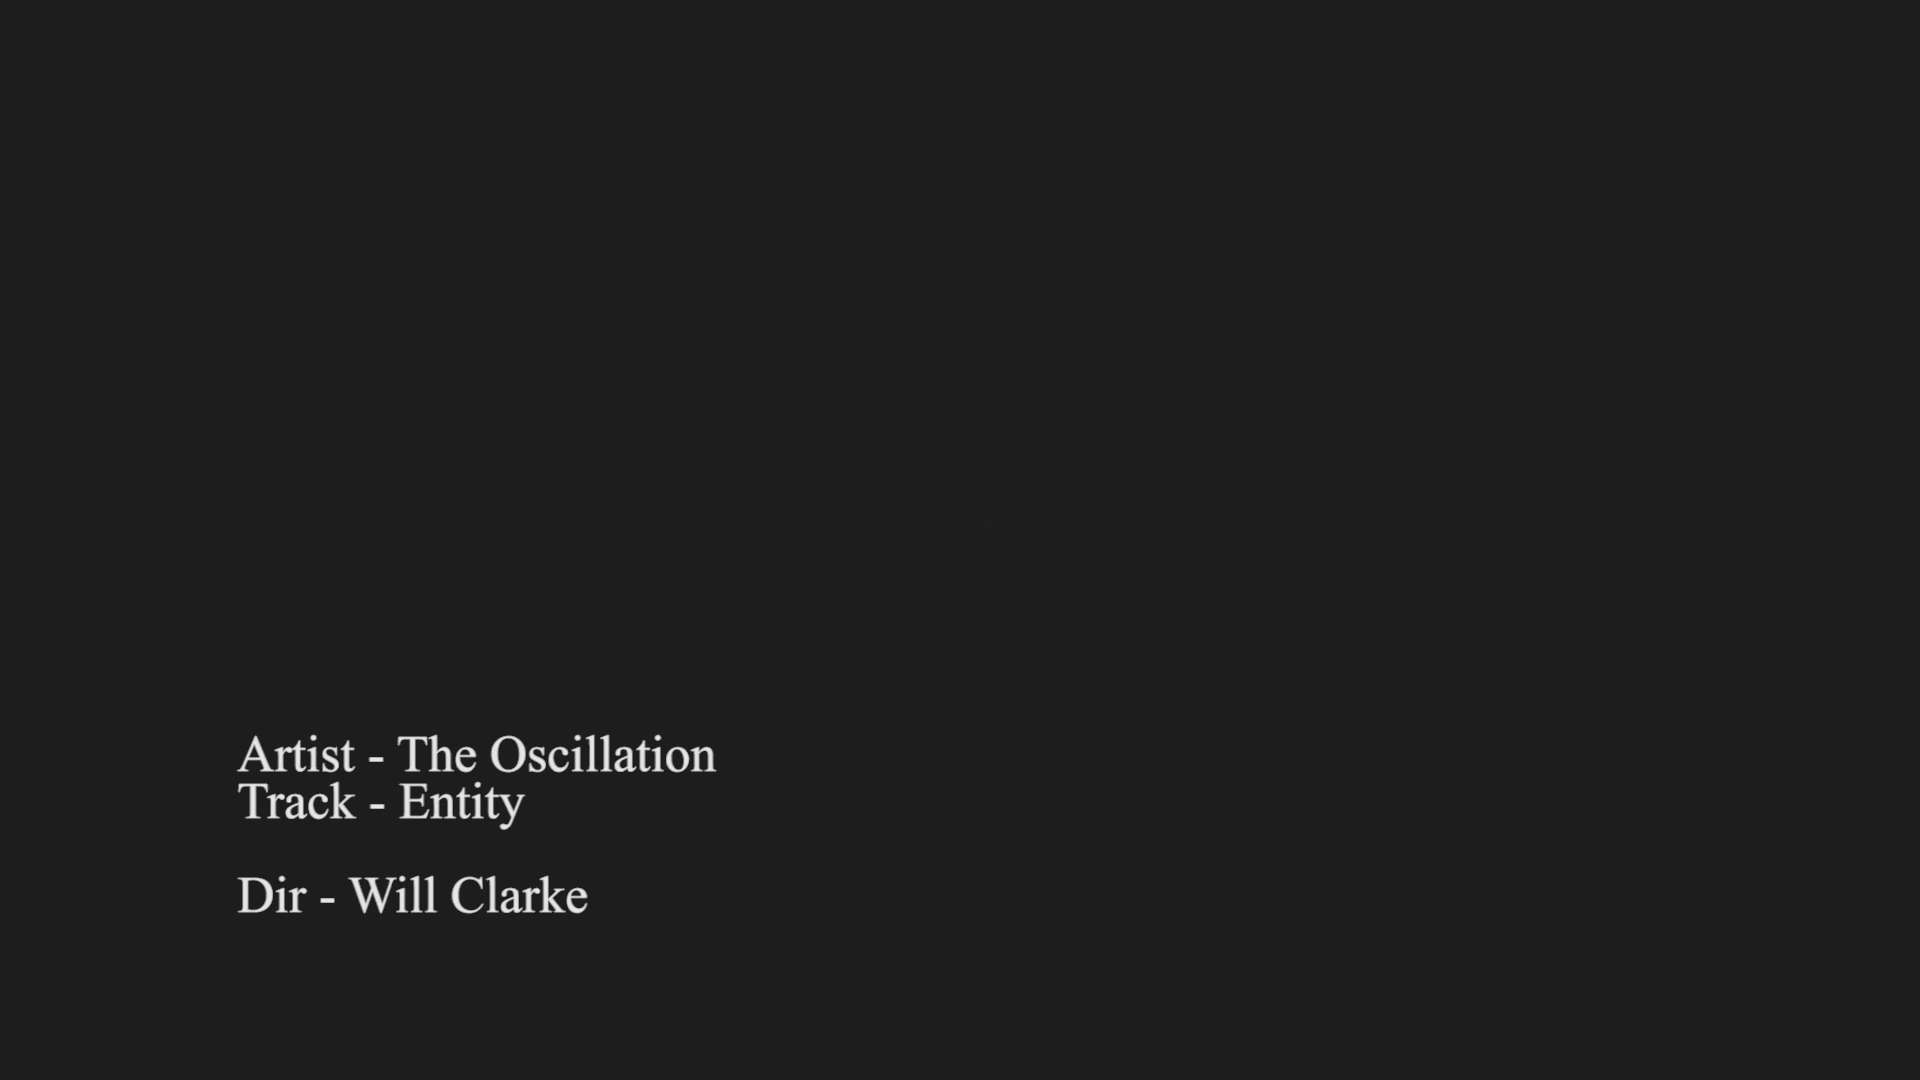 Artist - The Oscillation
Track - Entity
Dir - Will Clarke